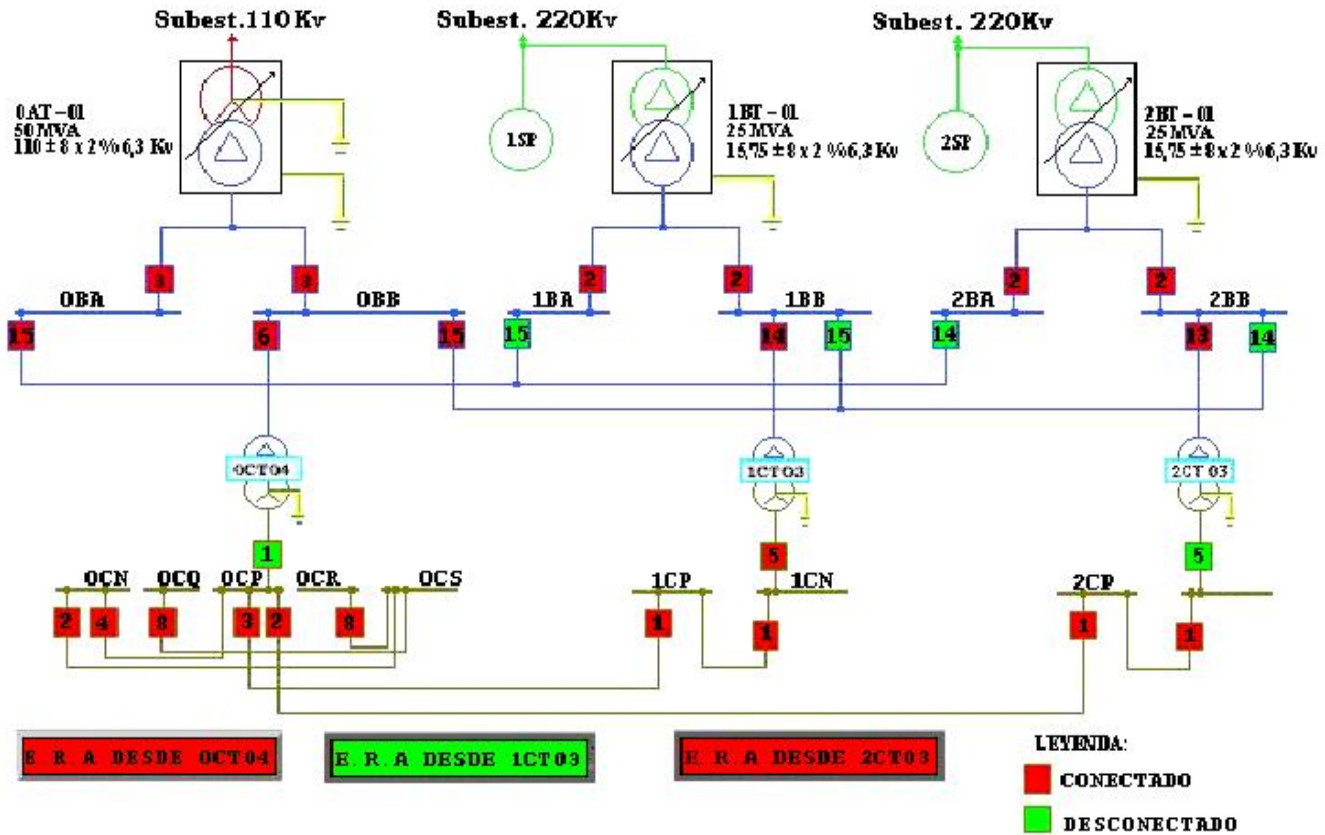 Subest.110Kv
Subest. 220Kv
Subest. 220Kv
0AT-01
50 MVA
110 ± 8 x 2 % 6,3 Kv
1SP
1BT-01
25 MVA
15,75 ± 8 x 2 % 6,3 Kv
2SP
2BT-01
25 MVA
15,75 ± 8 x 2 % 6,3 Kv
3
3
2
2
2
2
0BA
0BB
1BA
1BB
2BA
2BB
15
6
15
15
14
15
14
13
14
0CT04
1CT03
2CT03
1
5
5
0CN
0CQ
0CP
0CR
0CS
1CP
1CN
2CP
2
4
8
3
2
8
1
1
1
1
E.R.A DESDE 0CT04
E.R.A DESDE 1CT03
E.R.A DESDE 2CT03
LEYENDA:
CONECTADO
DESCONECTADO